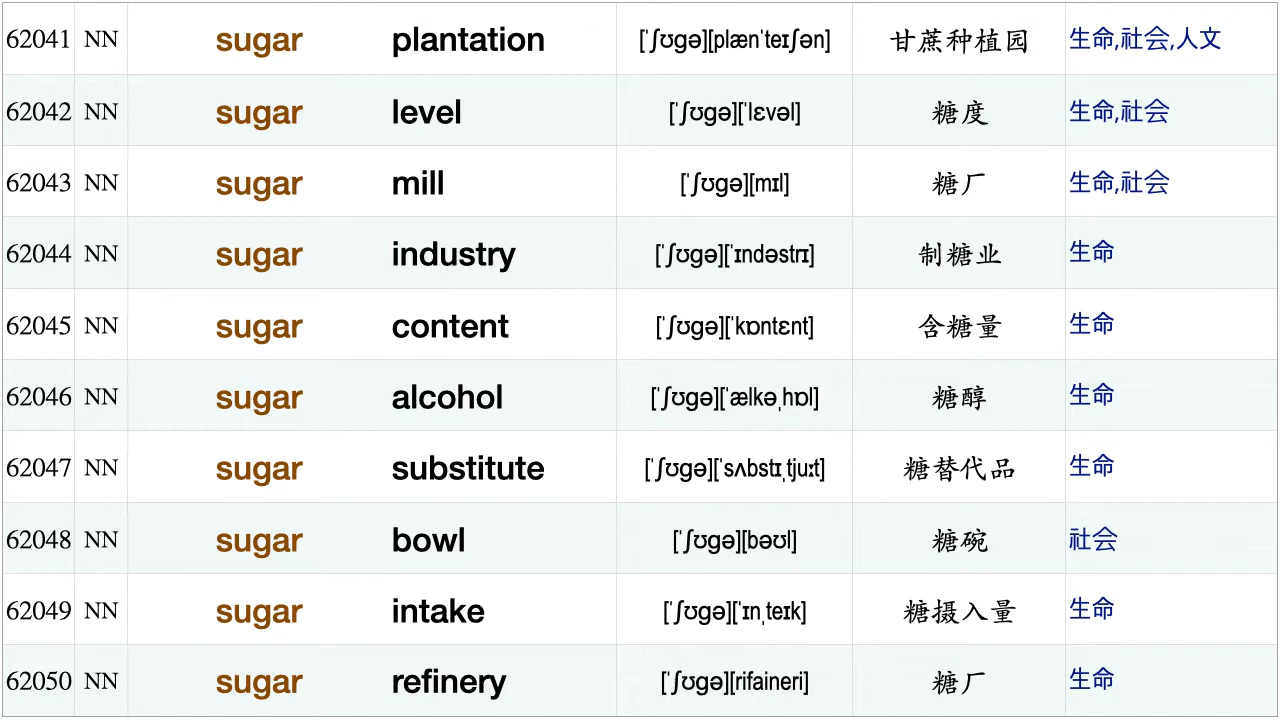 62041 NN sugar plantation [ˈʃʊgə][plænˈteɪʃən] 甘蔗种植园 生命,社会,人文
62042 NN sugar level [ˈʃʊgə][ˈlɛvəl] 糖度 生命,社会
62043 NN sugar mill [ˈʃʊgə][mɪl] 糖厂 生命,社会
62044 NN sugar industry [ˈʃʊgə][ˈɪndəstrɪ] 制糖业 生命
62045 NN sugar content [ˈʃʊgə][ˈkɒntɛnt] 含糖量 生命
62046 NN sugar alcohol [ˈʃʊgə][ˈælkəˌhɒl] 糖醇 生命
62047 NN sugar substitute [ˈʃʊgə][ˈsʌbstɪˌtjuːt] 糖替代品 生命
62048 NN sugar bowl [ˈʃʊgə][bəʊl] 糖碗 社会
62049 NN sugar intake [ˈʃʊgə][ˈɪnˌteɪk] 糖摄入量 生命
62050 NN sugar refinery [ˈʃʊgə][rifaineri] 糖厂 生命